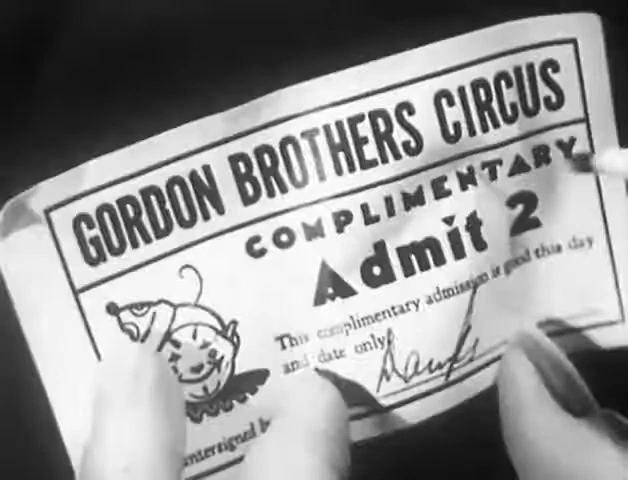 GORDON BROTHERS CIRCUS
COMPLIMENTARY
Admit 2
This complimentary admission is good this day
and date only